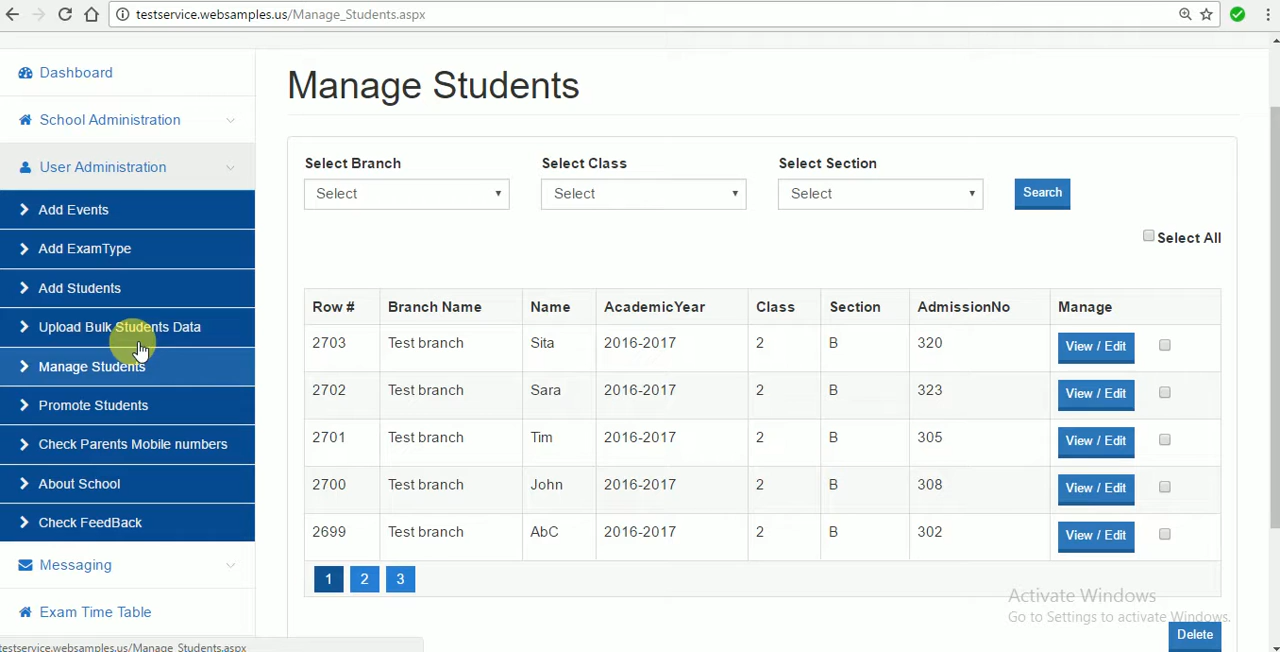 testservice.websamples.us/Manage_Students.aspx
Dashboard
School Administration
User Administration
Add Events
Add ExamType
Add Students
Upload Bulk Students Data
Manage Students
Promote Students
Check Parents Mobile numbers
About School
Check FeedBack
Messaging
Exam Time Table
testservice.websamples.us/Manage_Students.aspx
Manage Students
Select Branch Select Class Select Section
Select Select Select Search
Select All
Row # Branch Name Name AcademicYear Class Section AdmissionNo Manage
2703 Test branch Sita 2016-2017 2 B 320 View / Edit
2702 Test branch Sara 2016-2017 2 B 323 View / Edit
2701 Test branch Tim 2016-2017 2 B 305 View / Edit
2700 Test branch John 2016-2017 2 B 308 View / Edit
2699 Test branch AbC 2016-2017 2 B 302 View / Edit
1 2 3
Activate Windows
Go to Settings to activate Windows.
Delete